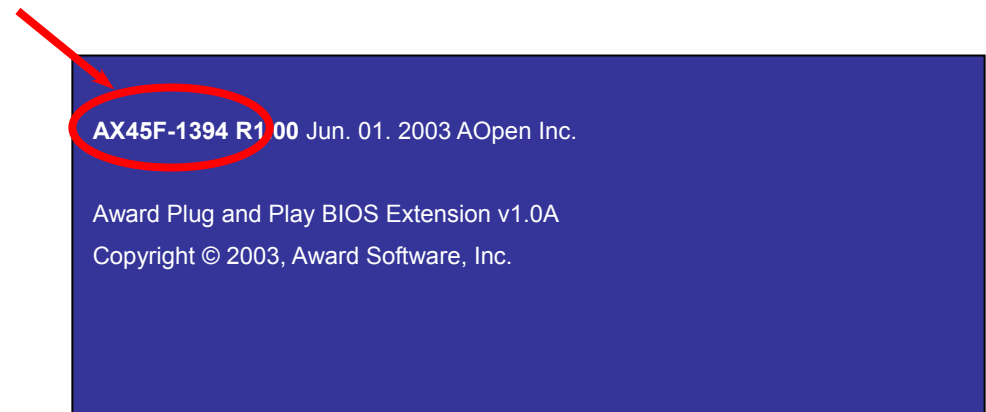 AX45F-1394 R1.00 Jun. 01. 2003 AOpen Inc.
Award Plug and Play BIOS Extension v1.0A
Copyright © 2003, Award Software, Inc.